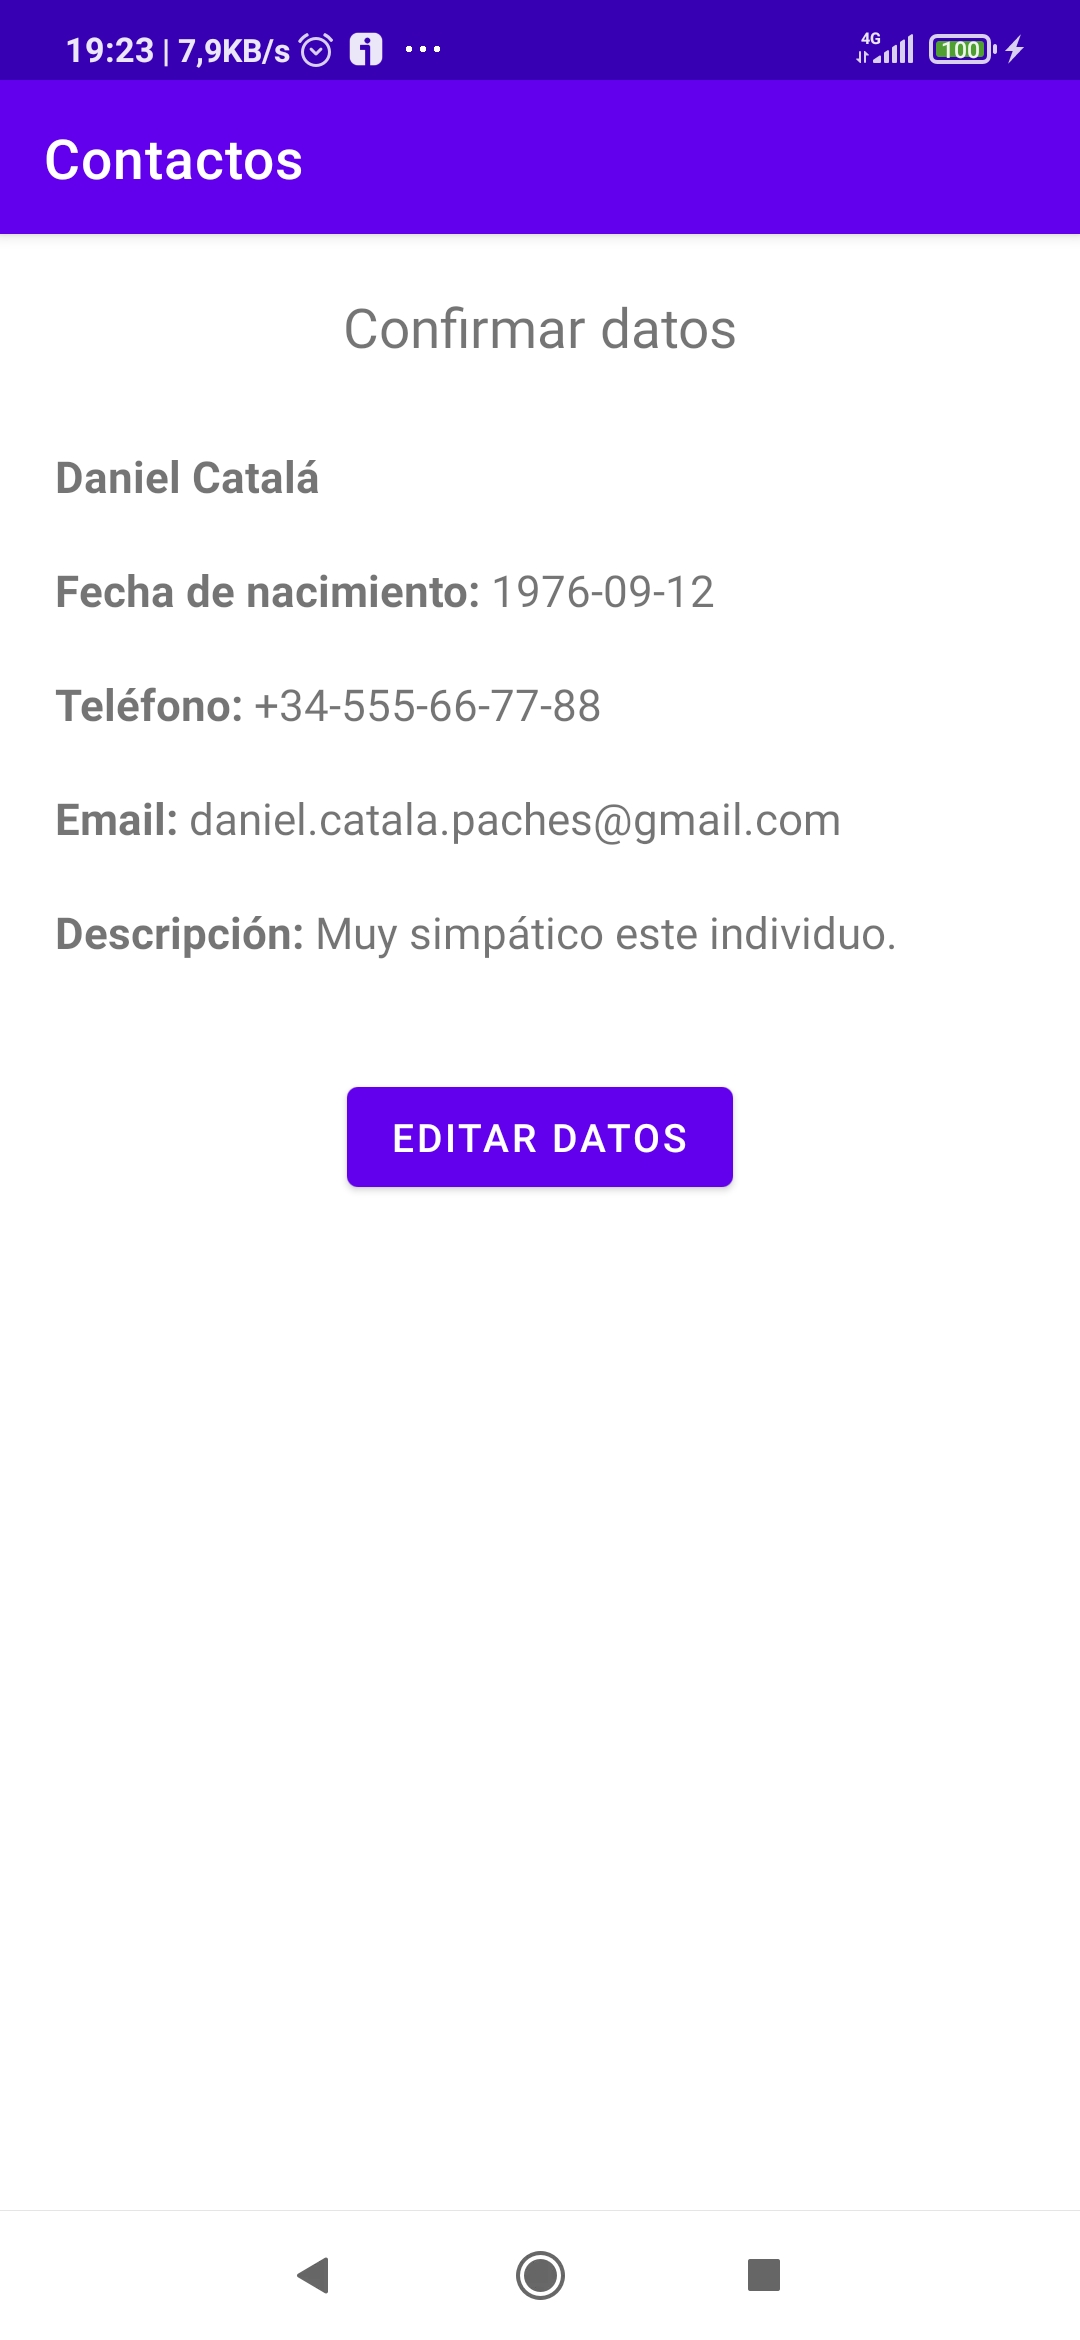 19:23 | 7,9KB/s 4G 100
Contactos
Confirmar datos
Daniel Catalá
Fecha de nacimiento: 1976-09-12
Teléfono: +34-555-66-77-88
Email: daniel.catala.paches@gmail.com
Descripción: Muy simpático este individuo.
EDITAR DATOS